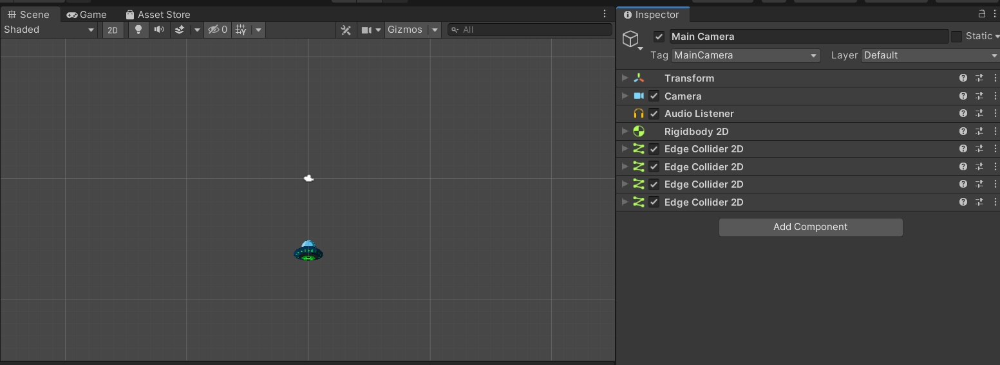 Scene Game Asset Store
Shaded 2D 0 Gizmos All
Inspector
Main Camera Static
Tag MainCamera Layer Default
Transform
Camera
Audio Listener
Rigidbody 2D
Edge Collider 2D
Edge Collider 2D
Edge Collider 2D
Edge Collider 2D
Add Component